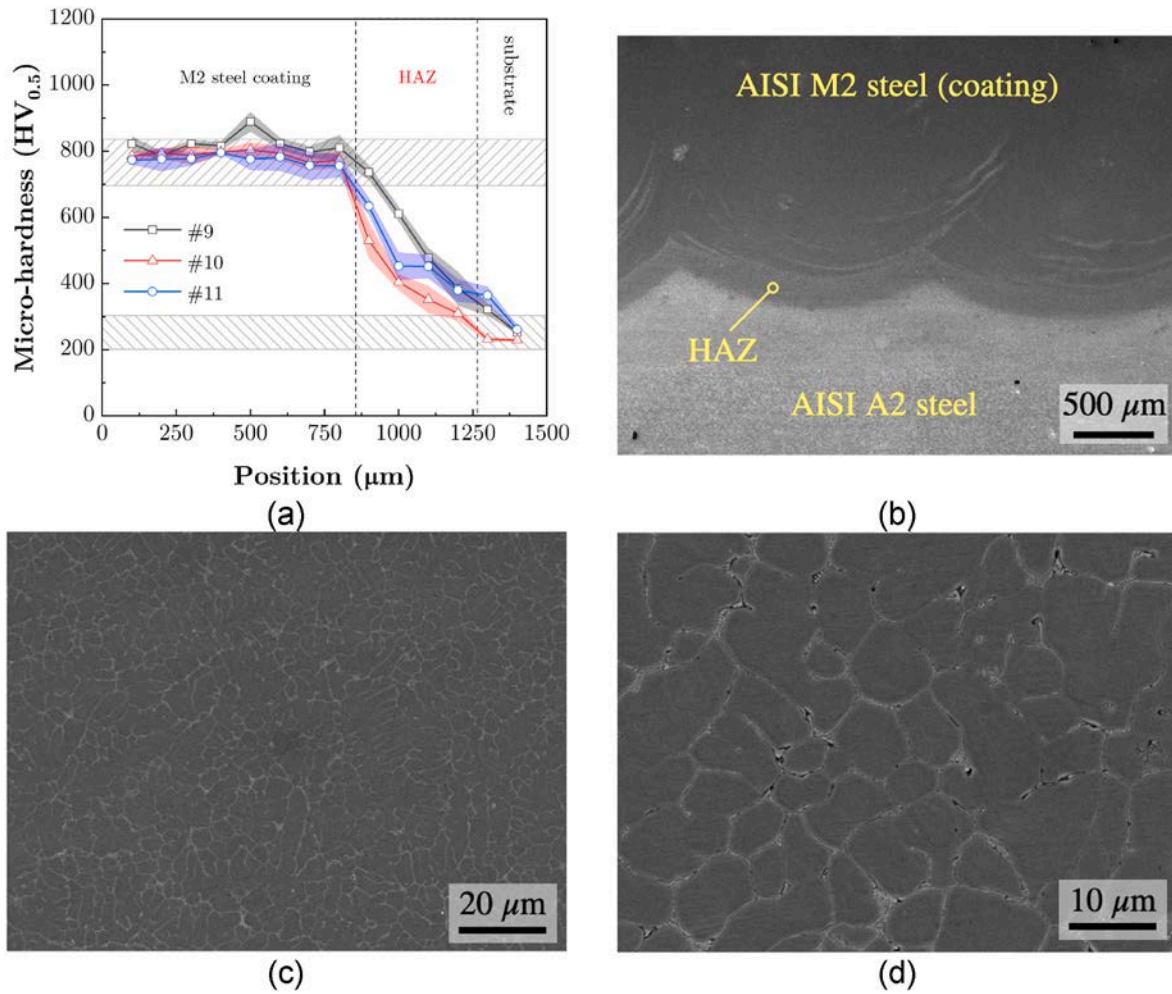 1200
1000
800
600
400
200
0
Micro-hardness (HV0.5)
M2 steel coating
HAZ
substrate
#9
#10
#11
0 250 500 750 1000 1250 1500
Position (µm)
(a)
AISI M2 steel (coating)
HAZ
AISI A2 steel
500 µm
(b)
20 µm
(c)
10 µm
(d)